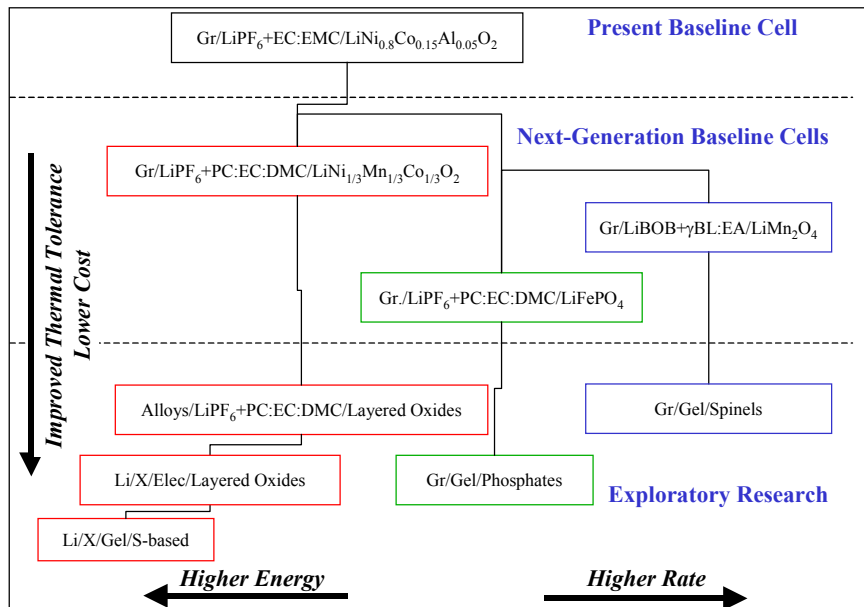 Present Baseline Cell
Gr/LiPF₆+EC:EMC/LiNi₀.₈Co₀.₁₅Al₀.₀₅O₂
Next-Generation Baseline Cells
Gr/LiPF₆+PC:EC:DMC/LiNi₁/₃Mn₁/₃Co₁/₃O₂
Gr/LiBOB+γBL:EA/LiMn₂O₄
Gr./LiPF₆+PC:EC:DMC/LiFePO₄
Improved Thermal Tolerance
Lower Cost
Alloys/LiPF₆+PC:EC:DMC/Layered Oxides
Gr/Gel/Spinels
Li/X/Elec/Layered Oxides
Gr/Gel/Phosphates
Exploratory Research
Li/X/Gel/S-based
Higher Energy
Higher Rate